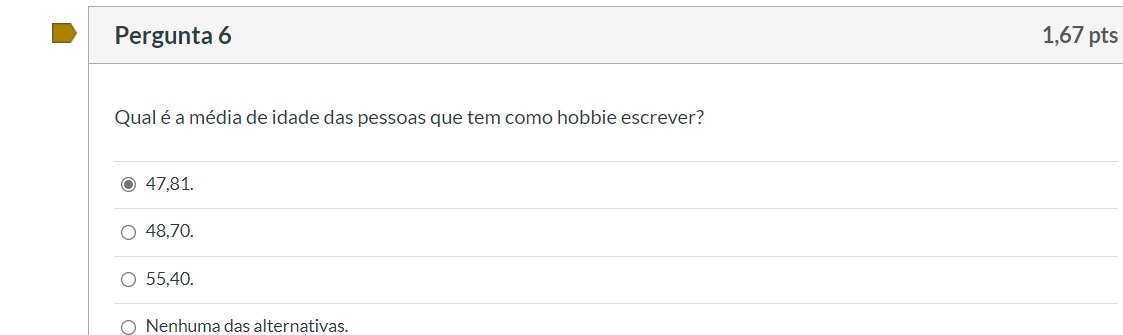 Pergunta 6
1,67 pts
Qual é a média de idade das pessoas que tem como hobbie escrever?
47,81.
48,70.
55,40.
Nenhuma das alternativas.